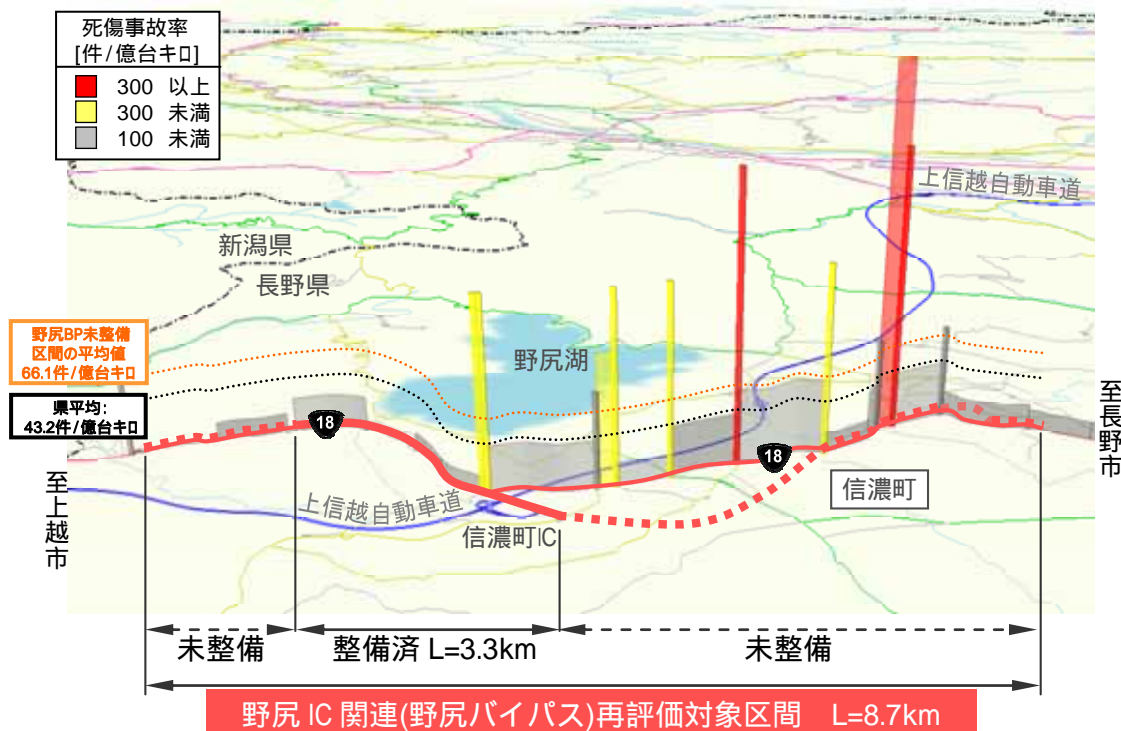 死傷事故率
[件/億台キロ]
300 以上
300 未満
100 未満
上信越自動車道
新潟県
長野県
野尻BP未整備
区間の平均値
66.1件/億台キロ
野尻湖
県平均：
43.2件/億台キロ
18
18
至長野市
至上越市
上信越自動車道
信濃町IC
信濃町
未整備
整備済 L=3.3km
未整備
野尻 IC 関連(野尻バイパス)再評価対象区間 L=8.7km